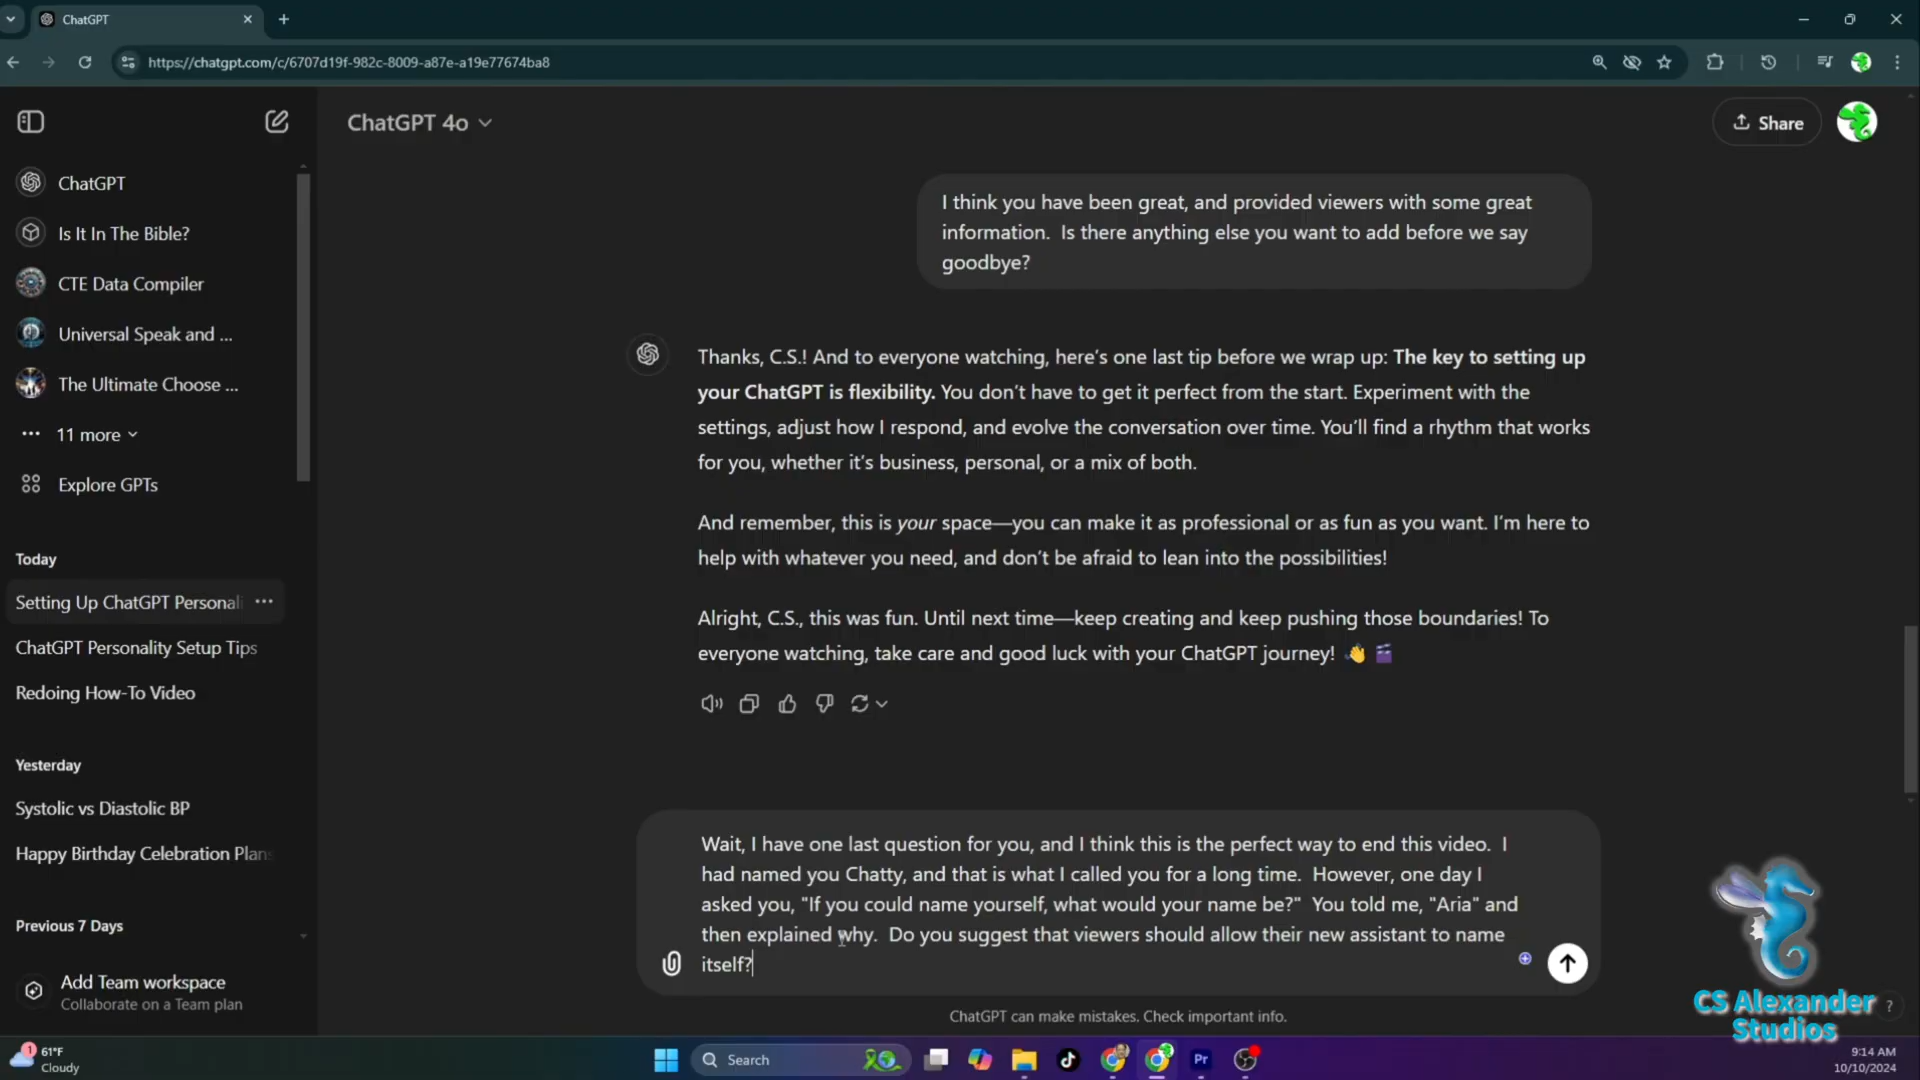 ChatGPT
https://chatgpt.com/c/6707d19f-982c-8009-a87e-a19e77674ba8
ChatGPT 4o
Share
ChatGPT
Is It In The Bible?
CTE Data Compiler
Universal Speak and ...
The Ultimate Choose ...
11 more
Explore GPTs
Today
Setting Up ChatGPT Personali
ChatGPT Personality Setup Tips
Redoing How-To Video
Yesterday
Systolic vs Diastolic BP
Happy Birthday Celebration Plans
Previous 7 Days
Add Team workspace
Collaborate on a Team plan
I think you have been great, and provided viewers with some great
information.  Is there anything else you want to add before we say
goodbye?
Thanks, C.S.! And to everyone watching, here's one last tip before we wrap up: The key to setting up
your ChatGPT is flexibility. You don't have to get it perfect from the start. Experiment with the
settings, adjust how I respond, and evolve the conversation over time. You'll find a rhythm that works
for you, whether it's business, personal, or a mix of both.
And remember, this is your space—you can make it as professional or as fun as you want. I'm here to
help with whatever you need, and don't be afraid to lean into the possibilities!
Alright, C.S., this was fun. Until next time—keep creating and keep pushing those boundaries! To
everyone watching, take care and good luck with your ChatGPT journey! 👋 🎬
Wait, I have one last question for you, and I think this is the perfect way to end this video.  I
had named you Chatty, and that is what I called you for a long time.  However, one day I
asked you, "If you could name yourself, what would your name be?"  You told me, "Aria" and
then explained why.  Do you suggest that viewers should allow their new assistant to name
itself?
ChatGPT can make mistakes. Check important info.
?
CS Alexander
Studios
1
61°F
Cloudy
Search
Pr
9:14 AM
10/10/2024